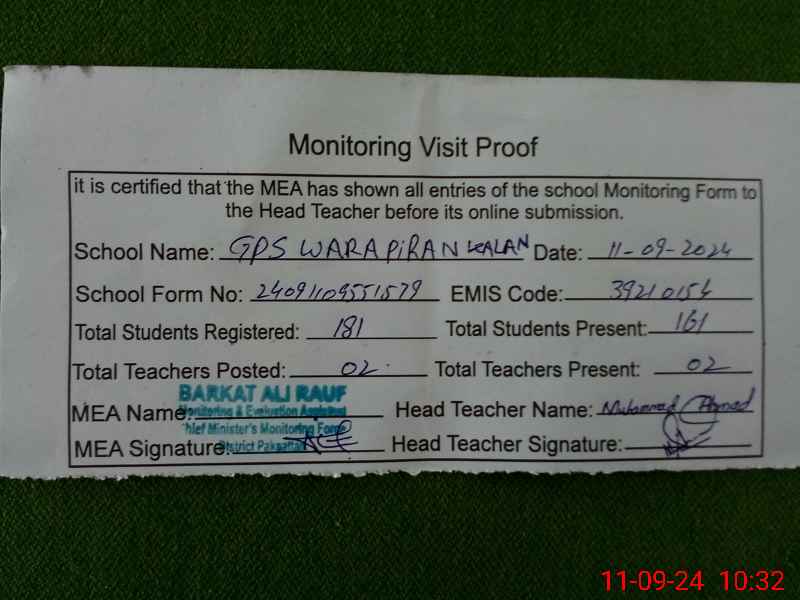 Monitoring Visit Proof
it is certified that the MEA has shown all entries of the school Monitoring Form to
the Head Teacher before its online submission.
School Name: GPS WARA PiRAN KALAN Date: 11-09-2024
School Form No: 24091109551579 EMIS Code: 39210154
Total Students Registered: 181 Total Students Present: 161
Total Teachers Posted: 02 Total Teachers Present: 02
BARKAT ALI RAUF
MEA Name: Monitoring & Evaluation Assistant Head Teacher Name: Muhammad Ahmad
Chief Minister's Monitoring Force
MEA Signature: District Pakpattan Head Teacher Signature:
11-09-24 10:32